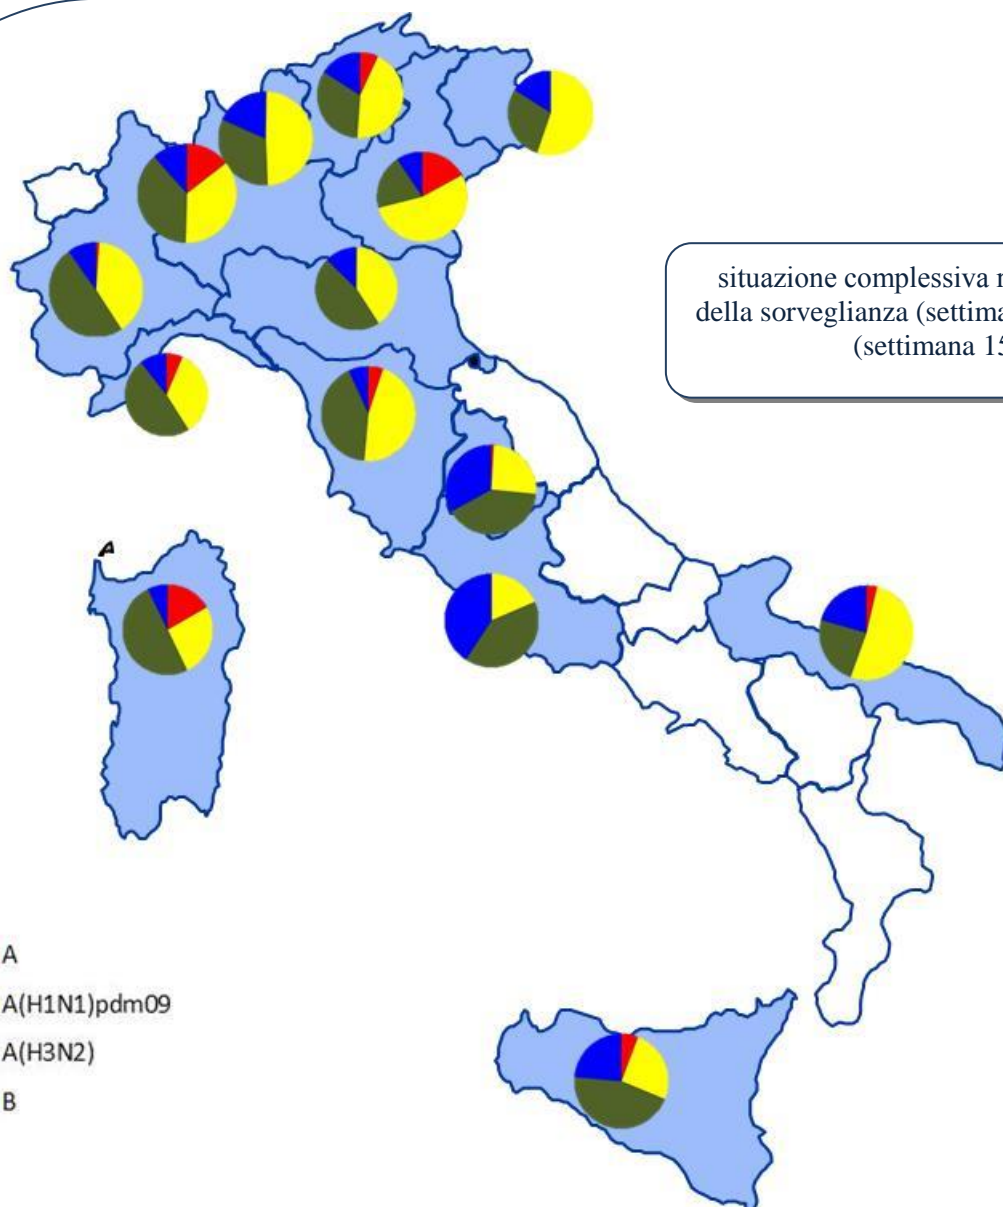 situazione complessiva
della sorveglianza (settima
(settimana 15
A
A
A(H1N1)pdm09
A(H3N2)
B